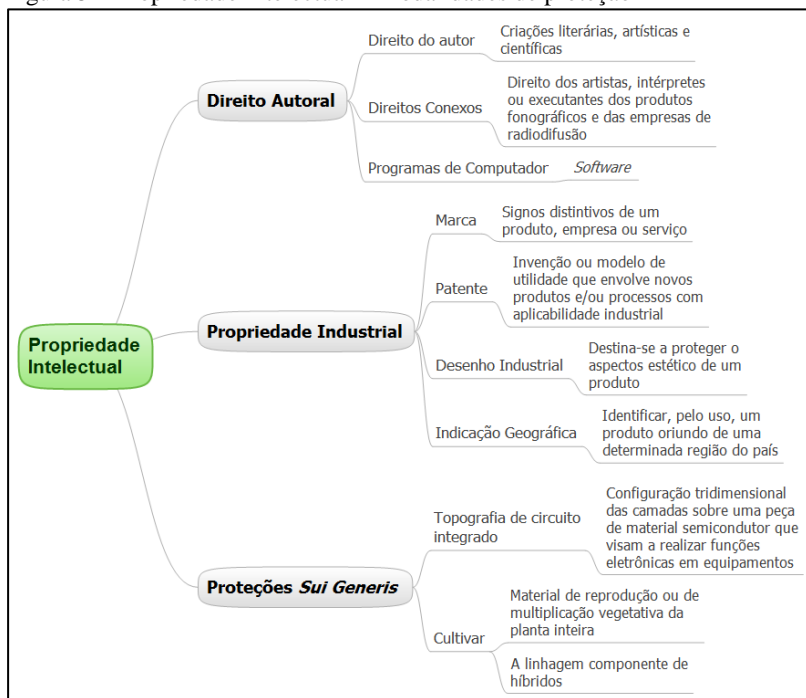 Figura Propriedade Intelectual Modalidades de proteção
Direito Autoral
Direito do autor
Criações literárias, artísticas e
científicas
Direitos Conexos
Direito dos artistas, intérpretes
ou executantes dos produtos
fonográficos e das empresas de
radiodifusão
Programas de Computador
Software
Propriedade
Intelectual
Propriedade Industrial
Marca
Signos distintivos de um
produto, empresa ou serviço
Patente
Invenção ou modelo de
utilidade que envolve novos
produtos e/ou processos com
aplicabilidade industrial
Desenho Industrial
Destina-se a proteger o
aspectos estético de um
produto
Indicação Geográfica
Identificar, pelo uso, um
produto oriundo de uma
determinada região do país
Proteções Sui Generis
Topografia de circuito
integrado
Configuração tridimensional
das camadas sobre uma peça
de material semicondutor que
visam a realizar funções
eletrônicas em equipamentos
Cultivar
Material de reprodução ou de
multiplicação vegetativa da
planta inteira
A linhagem componente de
híbridos